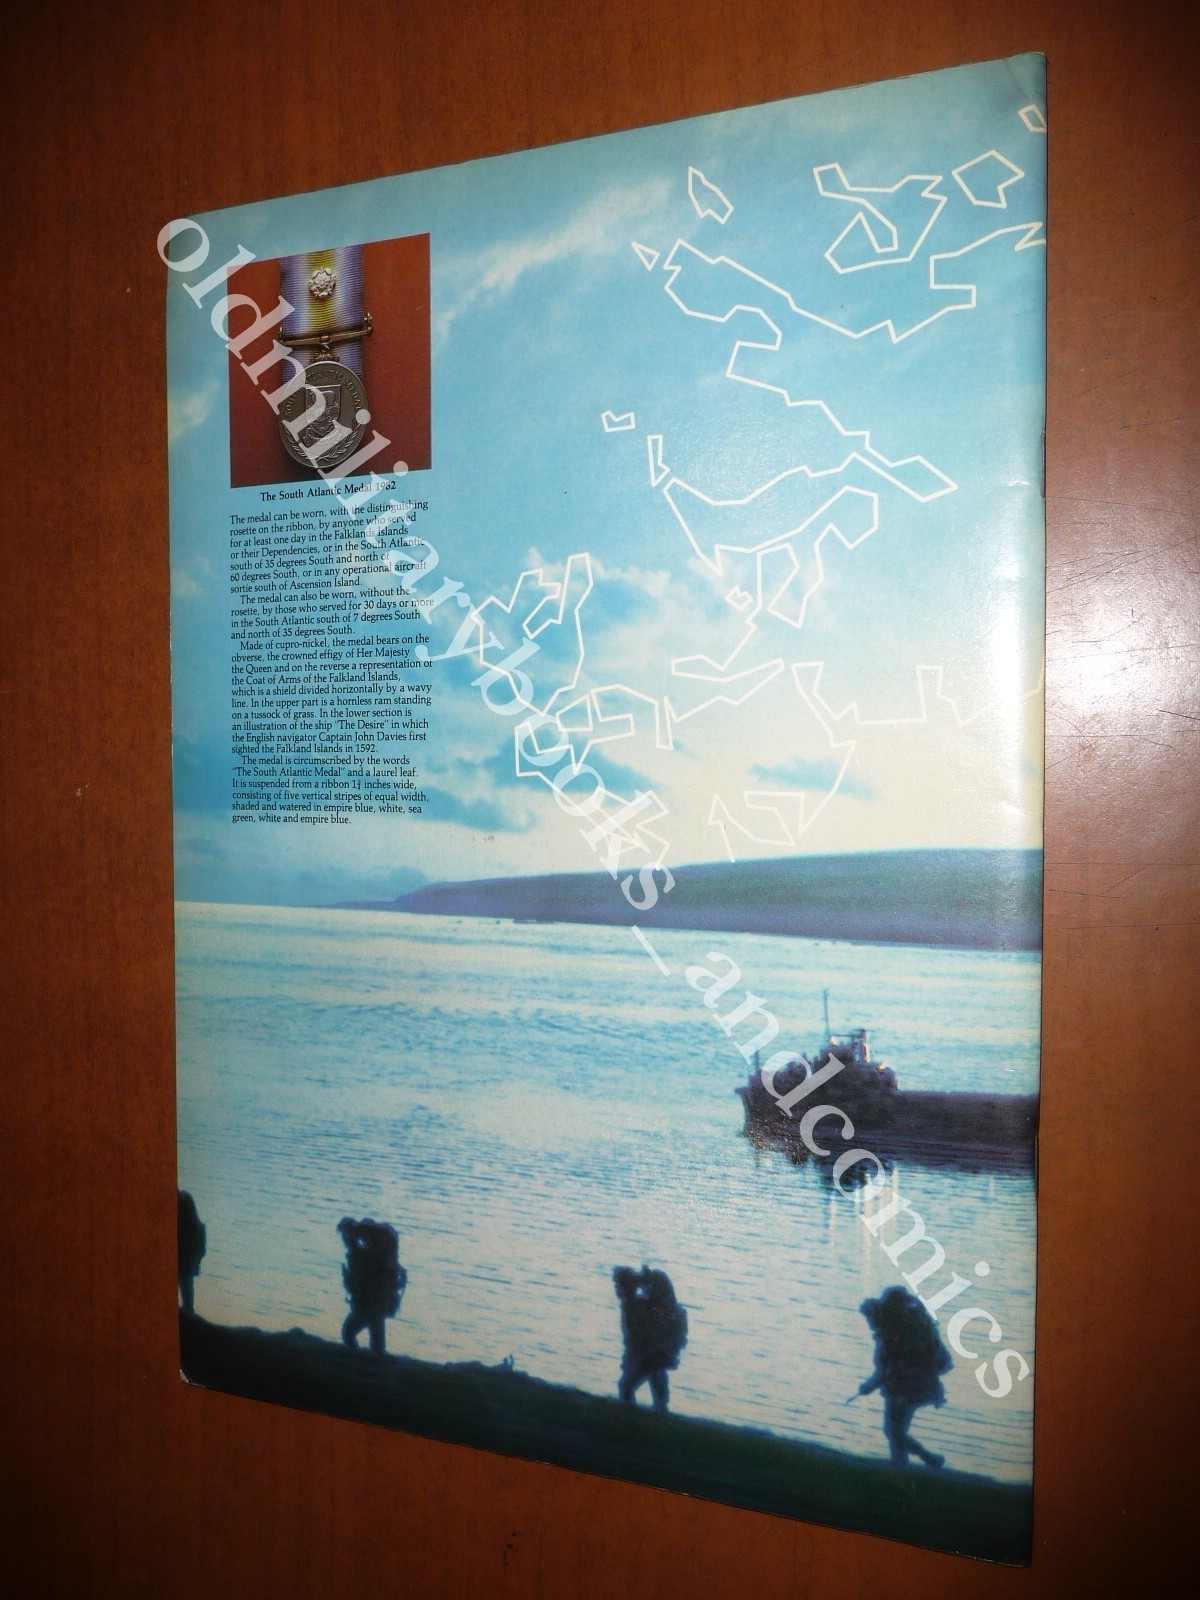 The South Atlantic Medal 1982
The medal can be worn, with the distinguishing
rosette on the ribbon, by anyone who served
for at least one day in the Falklands Islands
or their Dependencies, or in the South Atlantic
south of 35 degrees South and north of
60 degrees South, or in any operational aircraft
sortie south of Ascension Island.
The medal can also be worn, without the
rosette, by those who served for 30 days or more
in the South Atlantic south of 7 degrees South
and north of 35 degrees South.
Made of cupro-nickel, the medal bears on the
obverse, the crowned effigy of Her Majesty
the Queen and on the reverse a representation of
the Coat of Arms of the Falkland Islands,
which is a shield divided horizontally by a wavy
line. In the upper part is a hornless ram standing
on a tussock of grass. In the lower section is
an illustration of the ship "The Desire" in which
the English navigator Captain John Davies first
sighted the Falkland Islands in 1592.
The medal is circumscribed by the words
"The South Atlantic Medal" and a laurel leaf.
It is suspended from a ribbon 1¼ inches wide,
consisting of five vertical stripes of equal width,
shaded and watered in empire blue, white, sea
green, white and empire blue.
oldmilitarybooks_andcomics